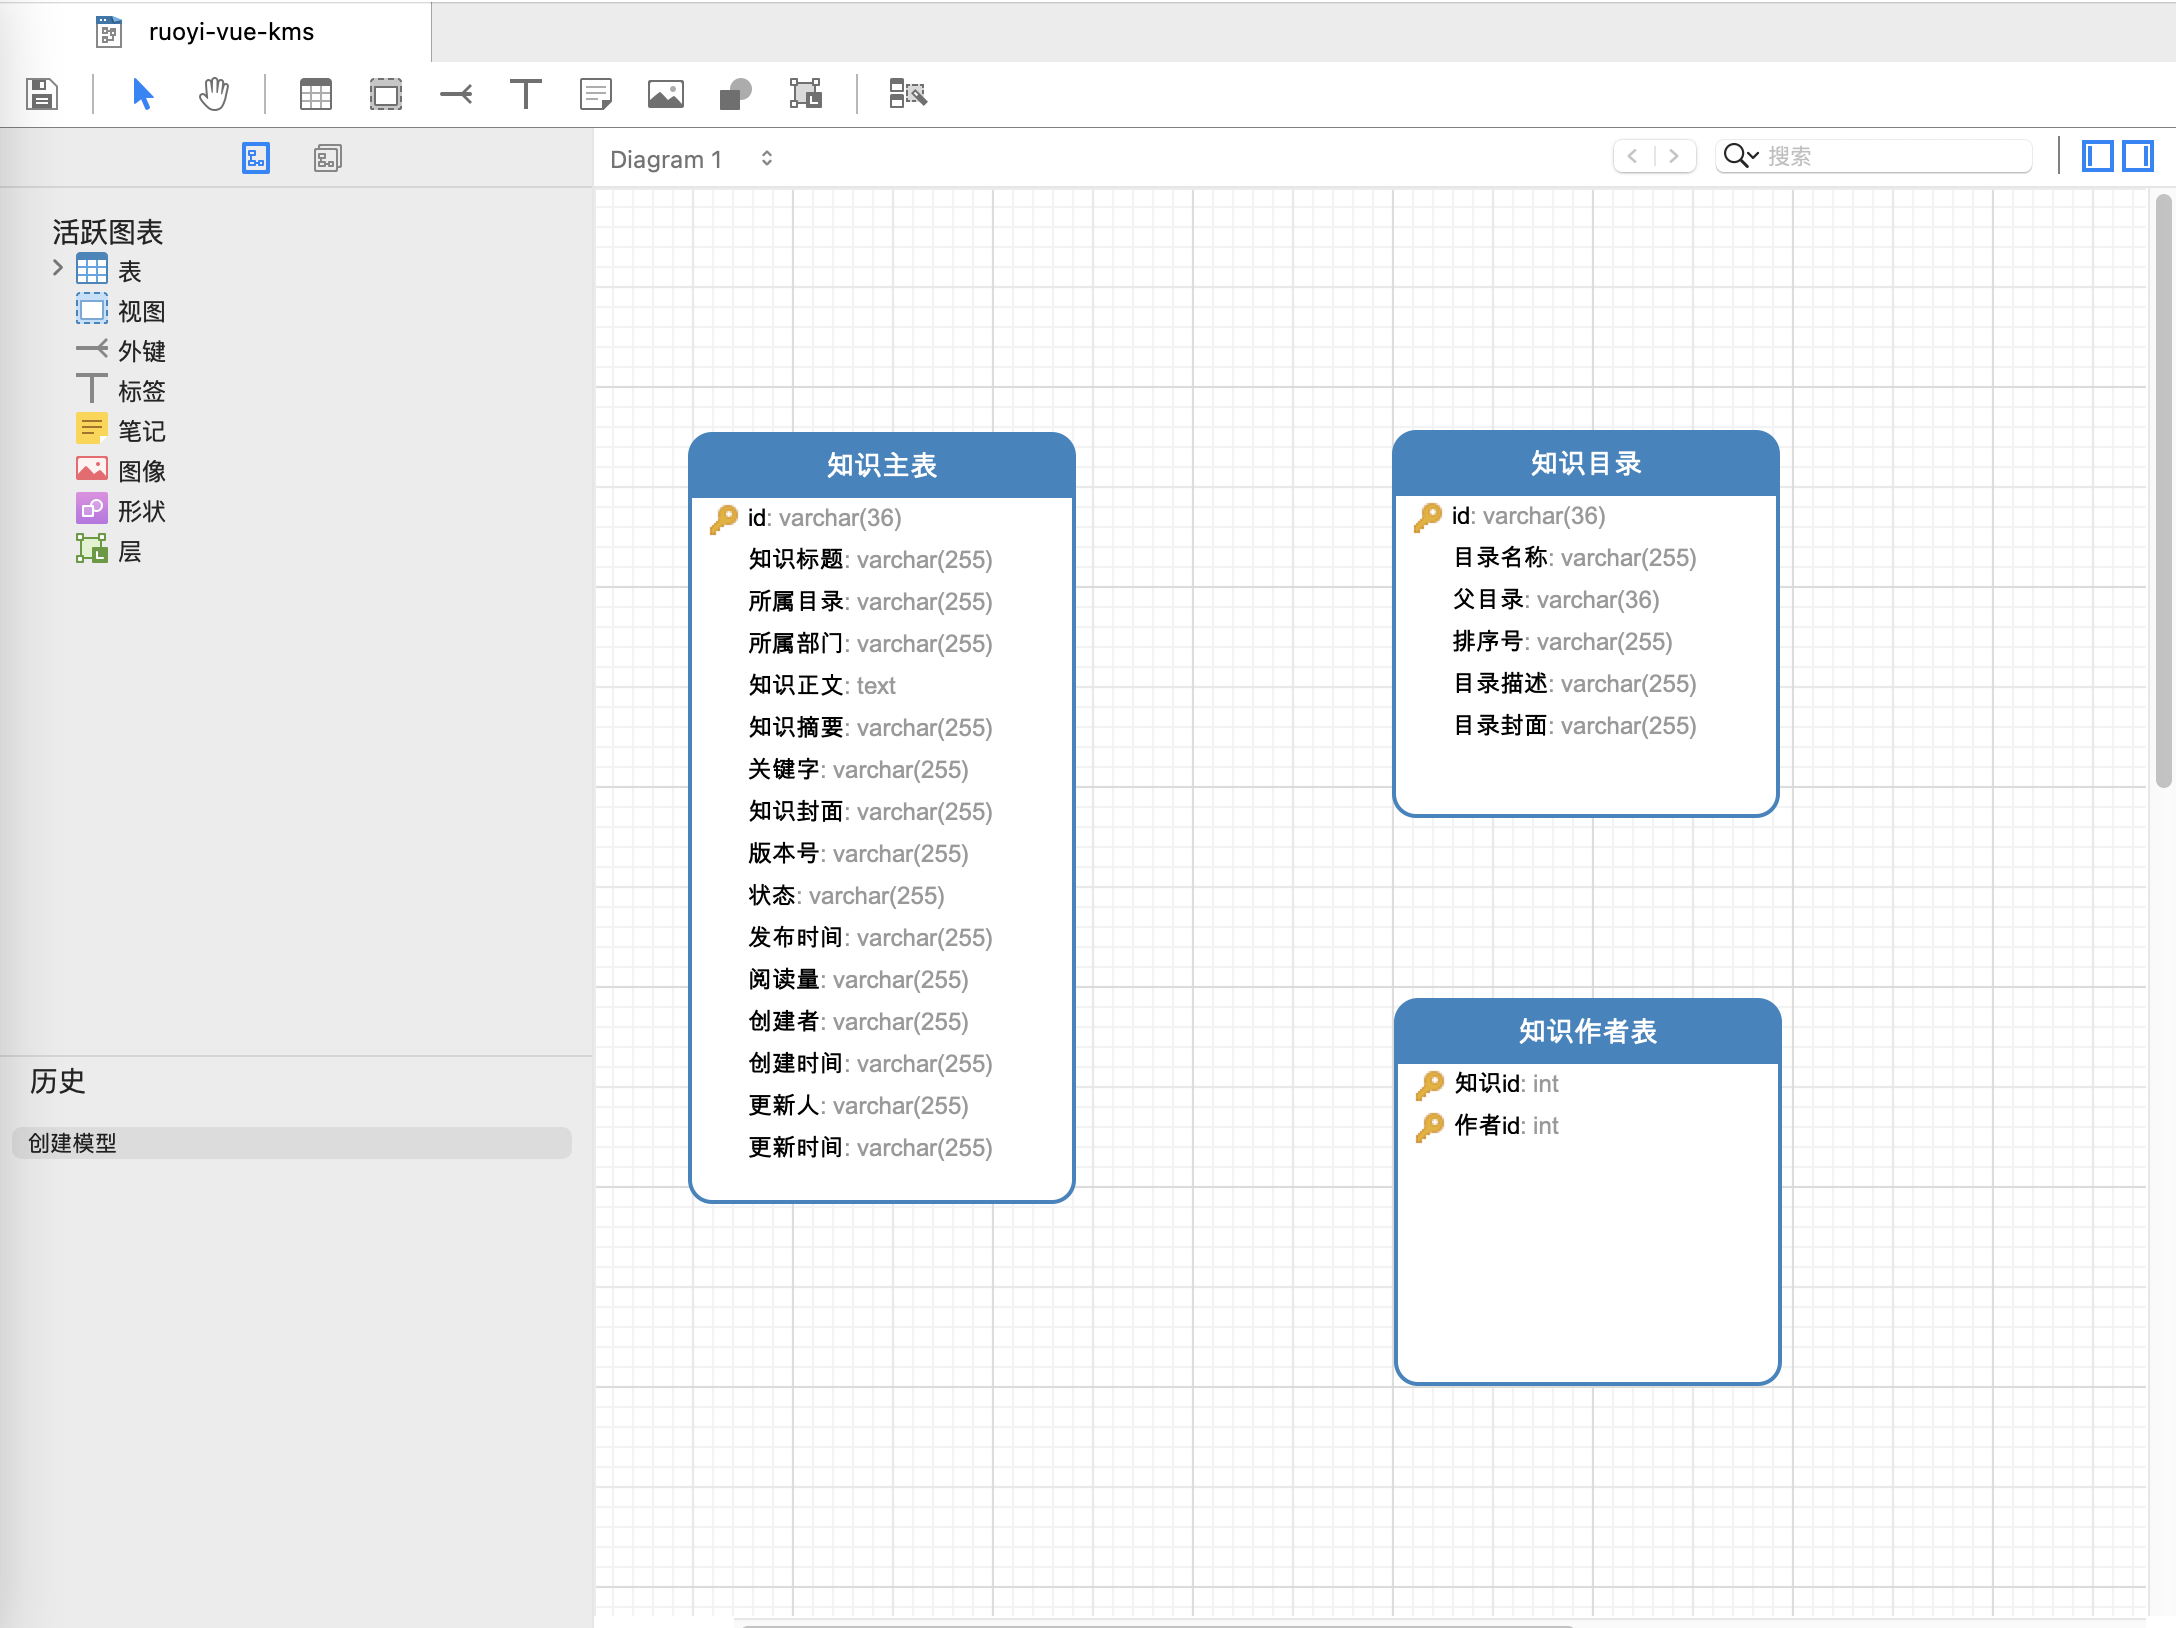 ruoyi-vue-kms
Diagram 1
搜索
活跃图表
表
视图
外键
标签
笔记
图像
形状
层
历史
创建模型
知识主表
id: varchar(36)
知识标题: varchar(255)
所属目录: varchar(255)
所属部门: varchar(255)
知识正文: text
知识摘要: varchar(255)
关键字: varchar(255)
知识封面: varchar(255)
版本号: varchar(255)
状态: varchar(255)
发布时间: varchar(255)
阅读量: varchar(255)
创建者: varchar(255)
创建时间: varchar(255)
更新人: varchar(255)
更新时间: varchar(255)
知识目录
id: varchar(36)
目录名称: varchar(255)
父目录: varchar(36)
排序号: varchar(255)
目录描述: varchar(255)
目录封面: varchar(255)
知识作者表
知识id: int
作者id: int